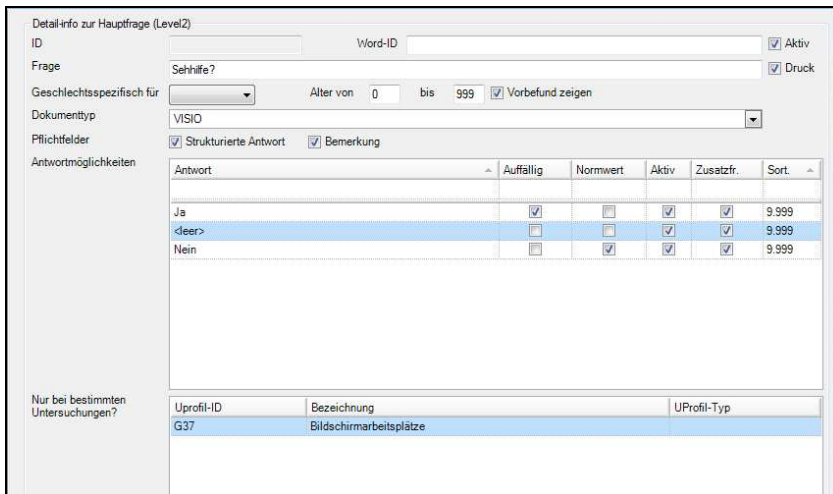 Detail-info zur Hauptfrage (Level2)
ID Word-ID Aktiv
Frage Sehhilfe? Druck
Geschlechtsspezifisch für Alter von 0 bis 999 Vorbefund zeigen
Dokumenttyp VISIO
Pflichtfelder Strukturierte Antwort Bemerkung
Antwortmöglichkeiten Antwort Auffällig Normwert Aktiv Zusatzfr. Sort.
Ja 9.999
<leer> 9.999
Nein 9.999
Nur bei bestimmten
Untersuchungen? Uprofil-ID Bezeichnung UProfil-Typ
G37 Bildschirmarbeitsplätze